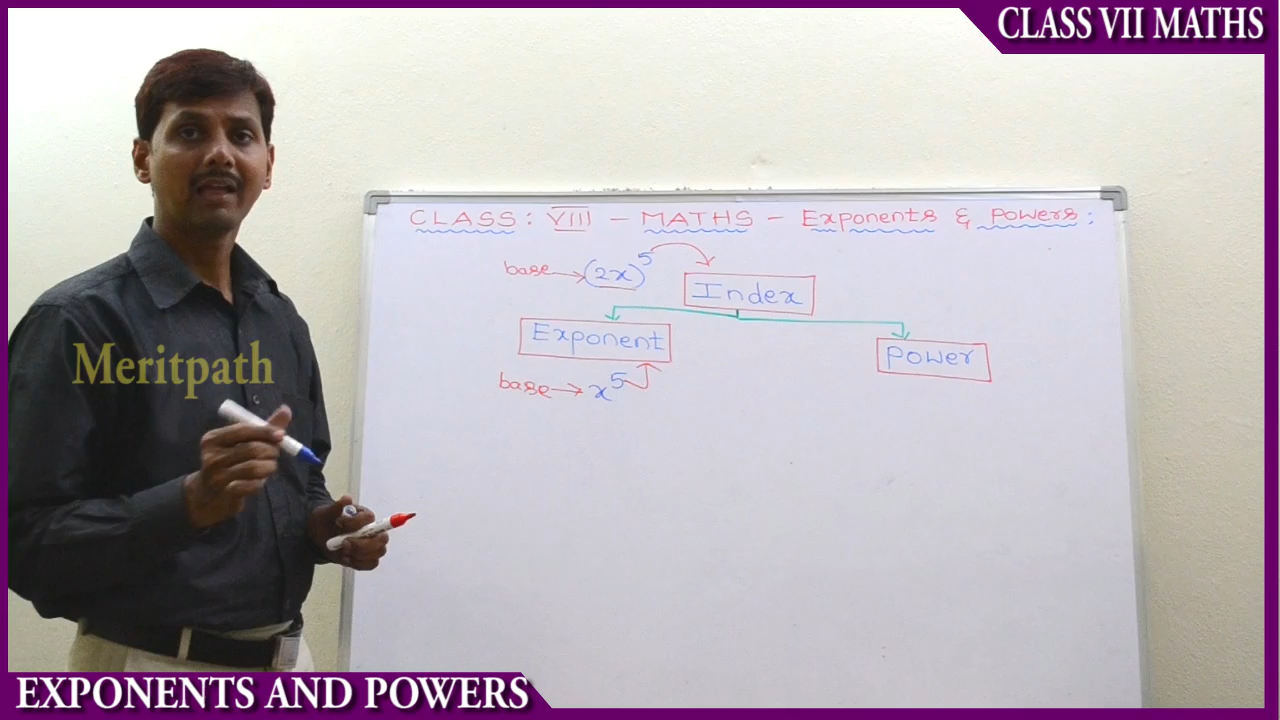 CLASS VII MATHS
CLASS: VIII - MATHS - Exponents & Powers:
base → (2x)⁵
Index
Exponent
Power
base → x⁵
Meritpath
EXPONENTS AND POWERS